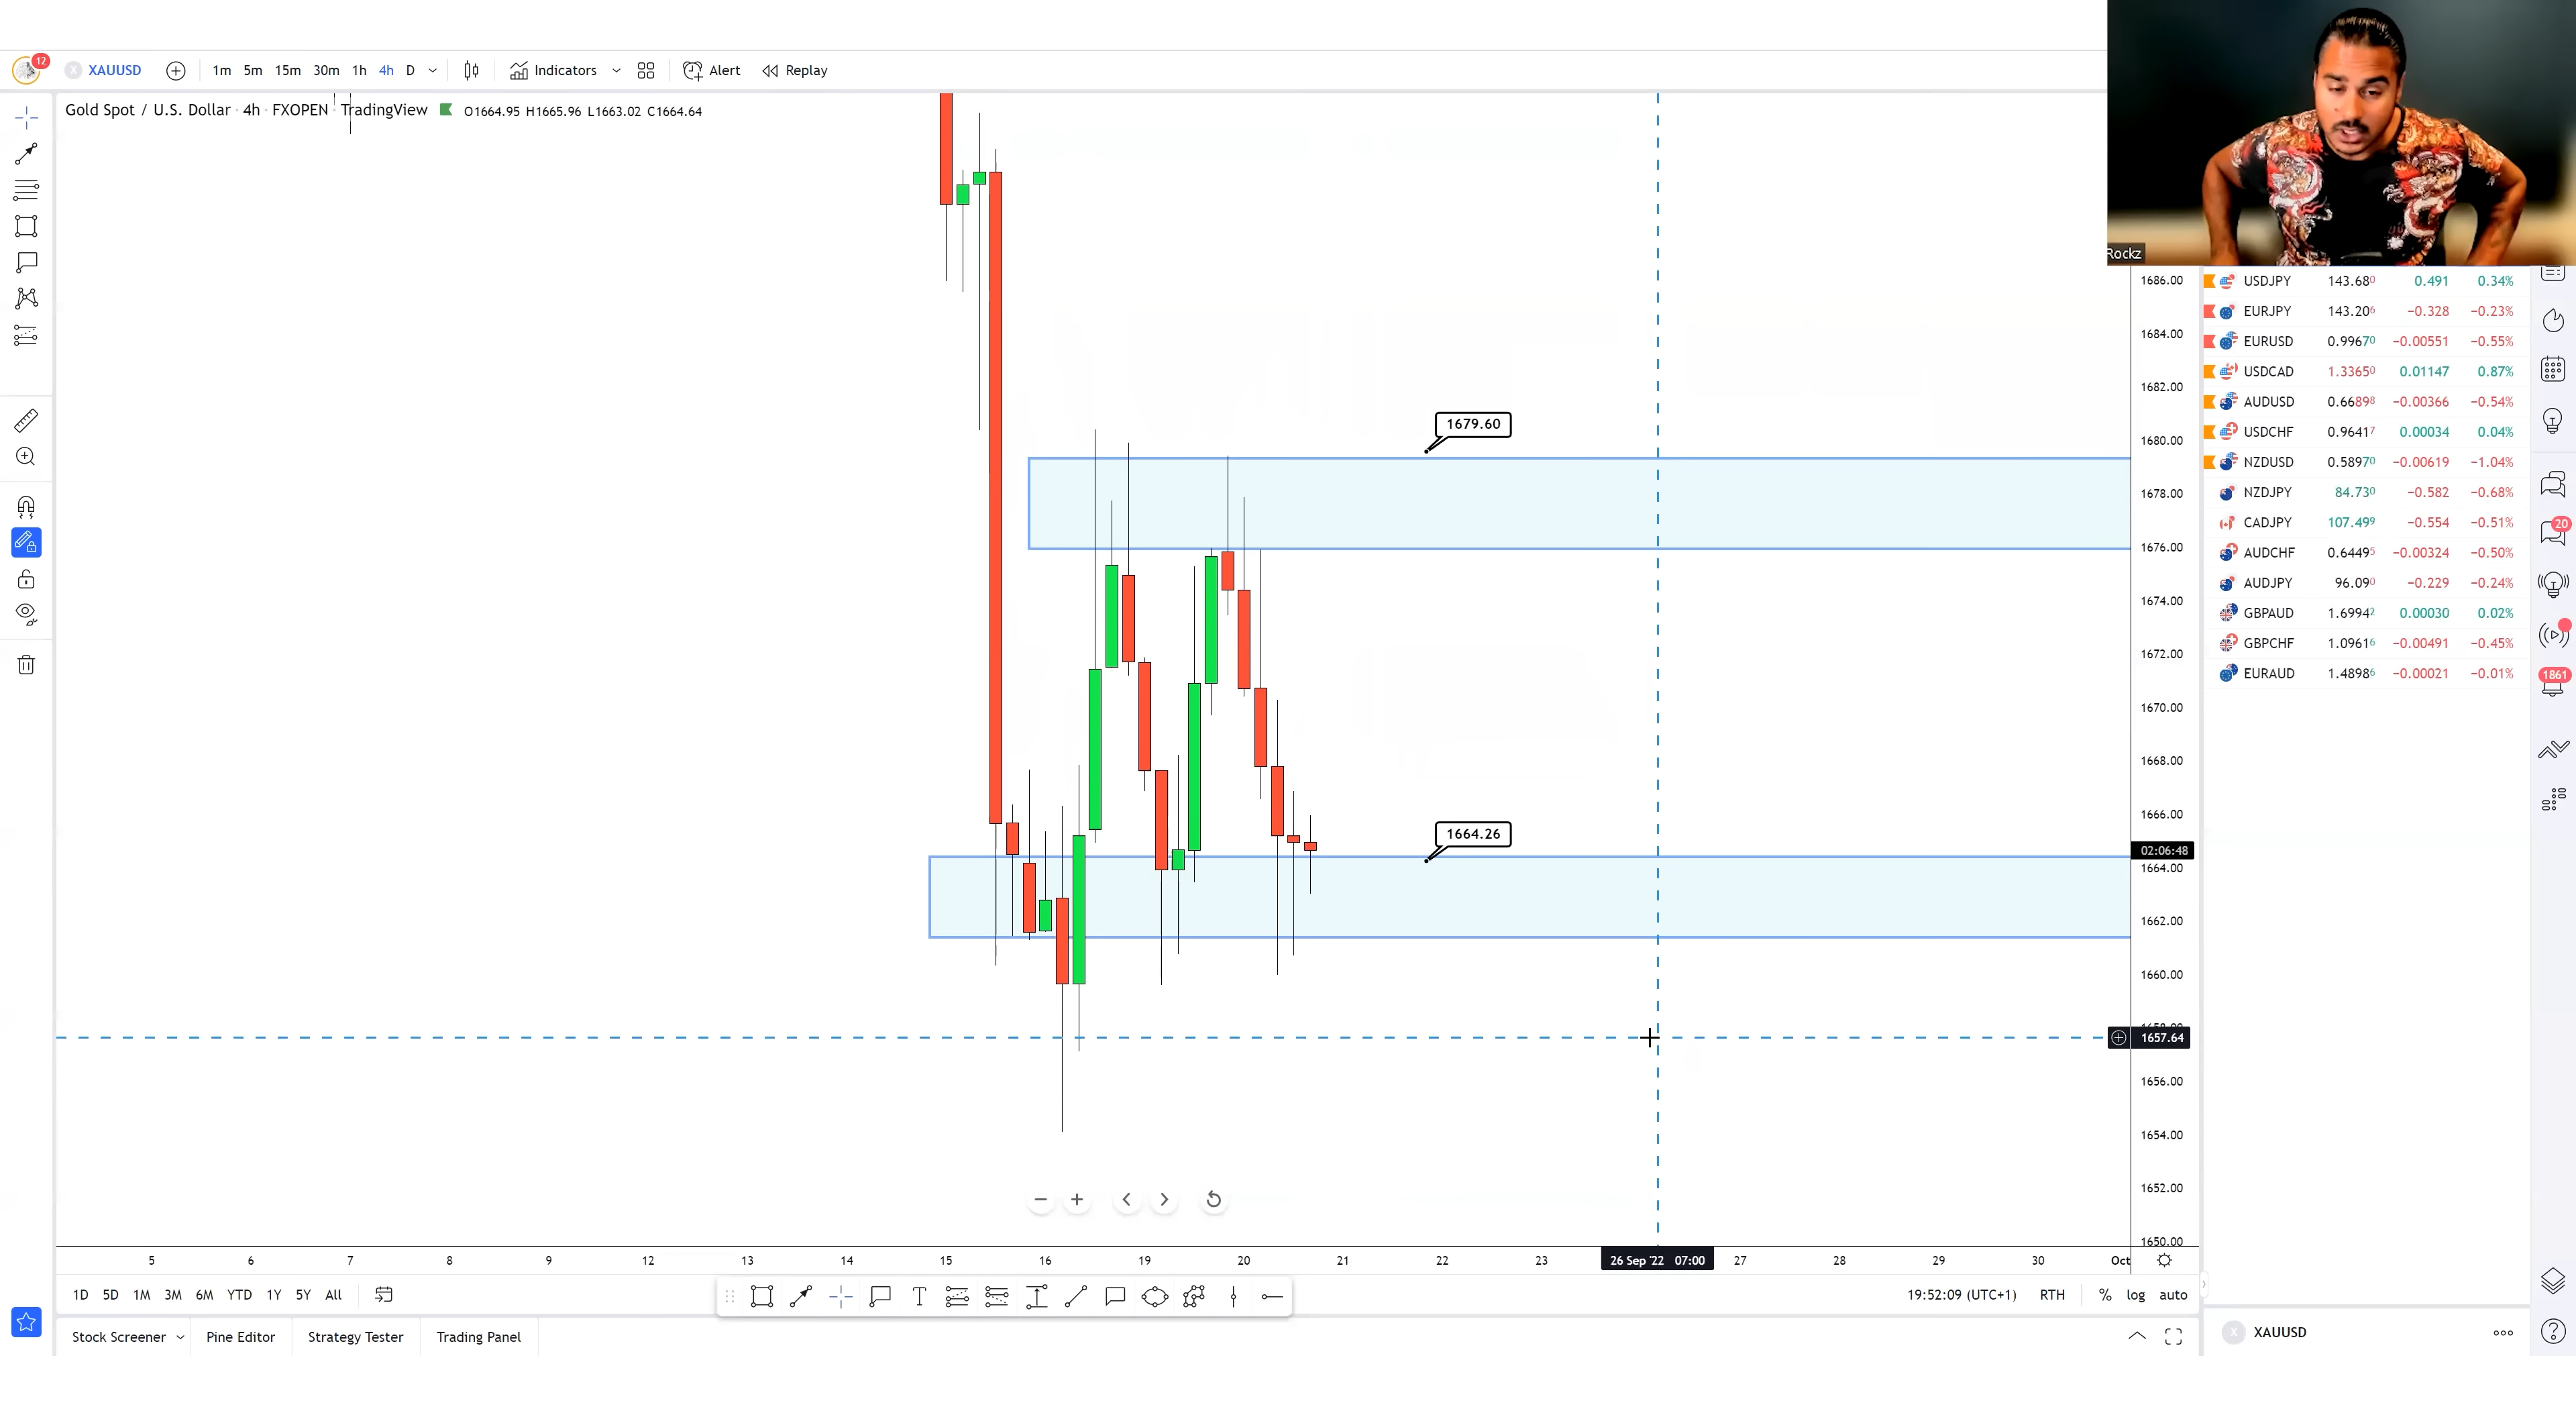 12
XAUUSD 1m 5m 15m 30m 1h 4h D Indicators Alert Replay
Gold Spot / U.S. Dollar · 4h · FXOPEN · TradingView O1664.95 H1665.96 L1663.02 C1664.64
Rockz
1686.00
1684.00
1682.00
1680.00
1678.00
1676.00
1674.00
1672.00
1670.00
1668.00
1666.00
02:06:48
1664.00
1662.00
1660.00
1657.64
1656.00
1654.00
1652.00
1650.00
1679.60
1664.26
USDJPY 143.680 0.491 0.34%
EURJPY 143.206 −0.328 −0.23%
EURUSD 0.99670 −0.00551 −0.55%
USDCAD 1.33650 0.01147 0.87%
AUDUSD 0.66898 −0.00366 −0.54%
USDCHF 0.96417 0.00034 0.04%
NZDUSD 0.58970 −0.00619 −1.04%
NZDJPY 84.730 −0.582 −0.68%
CADJPY 107.499 −0.554 −0.51%
AUDCHF 0.64495 −0.00324 −0.50%
AUDJPY 96.090 −0.229 −0.24%
GBPAUD 1.69942 0.00030 0.02%
GBPCHF 1.09616 −0.00491 −0.45%
EURAUD 1.48986 −0.00021 −0.01%
20
1861
5 6 7 8 9 12 13 14 15 16 19 20 21 22 23 26 Sep '22 07:00 27 28 29 30 Oct
1D 5D 1M 3M 6M YTD 1Y 5Y All
19:52:09 (UTC+1) RTH % log auto
Stock Screener Pine Editor Strategy Tester Trading Panel
X XAUUSD